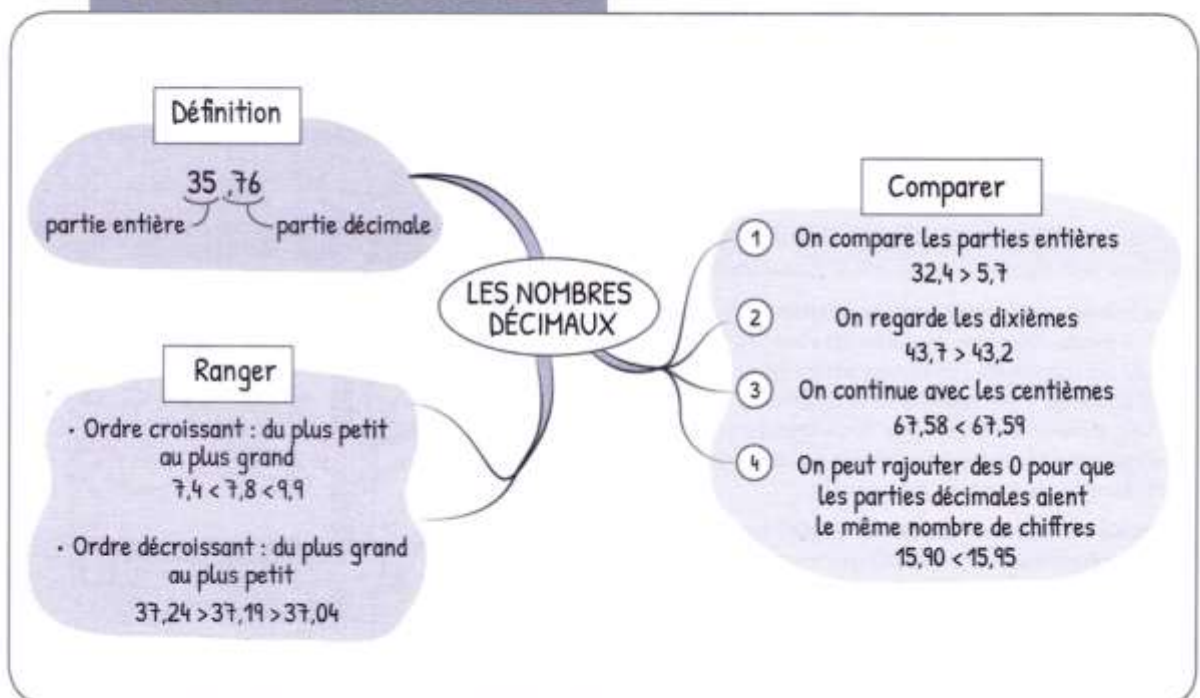 Définition
35,76
partie entière
partie décimale
LES NOMBRES
DÉCIMAUX
Ranger
• Ordre croissant : du plus petit
au plus grand
7,4 < 7,8 < 9,9
• Ordre décroissant : du plus grand
au plus petit
37,24 > 37,19 > 37,04
Comparer
1 On compare les parties entières
32,4 > 5,7
2 On regarde les dixièmes
43,7 > 43,2
3 On continue avec les centièmes
67,58 < 67,59
4 On peut rajouter des 0 pour que
les parties décimales aient
le même nombre de chiffres
15,90 < 15,95